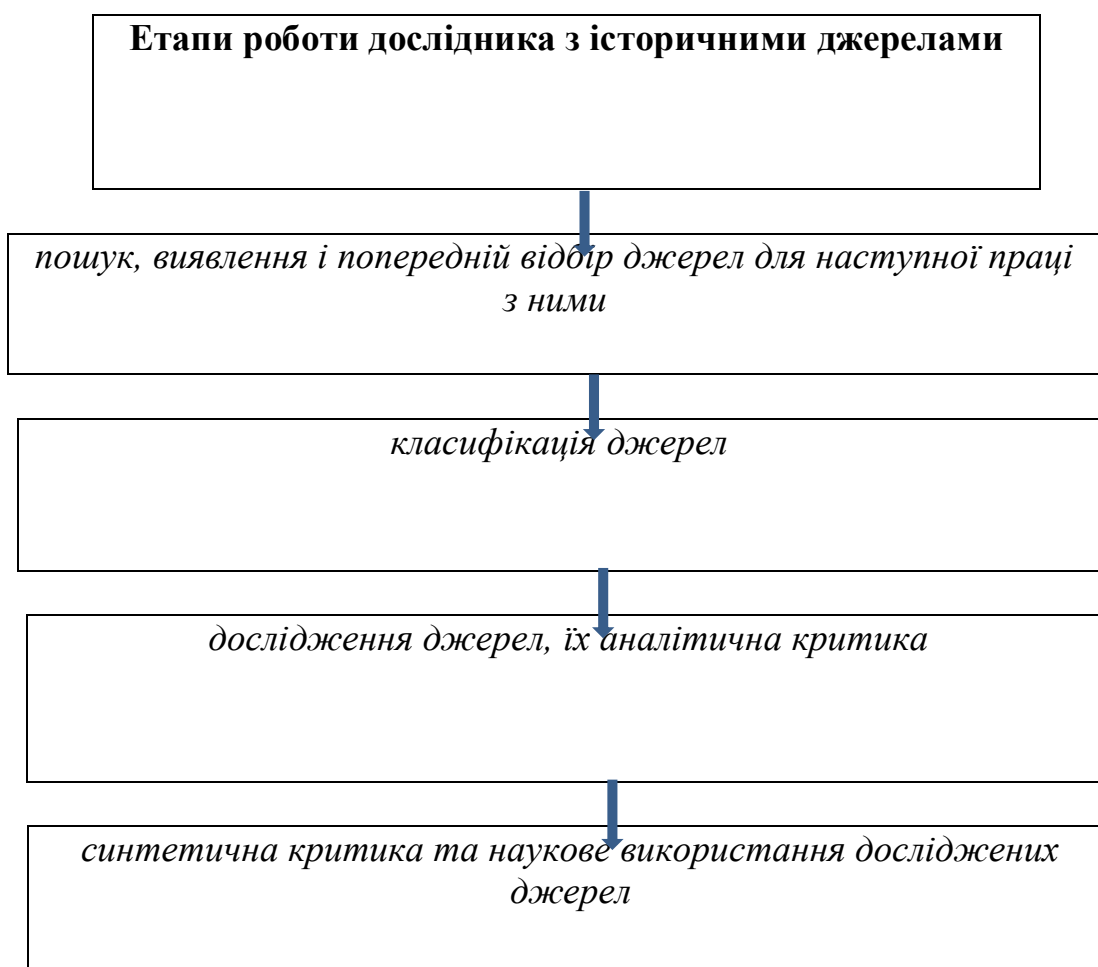 Етапи роботи дослідника з історичними джерелами
пошук, виявлення і попередній відбір джерел для наступної праці
з ними
класифікація джерел
дослідження джерел, їх аналітична критика
синтетична критика та наукове використання досліджених
джерел